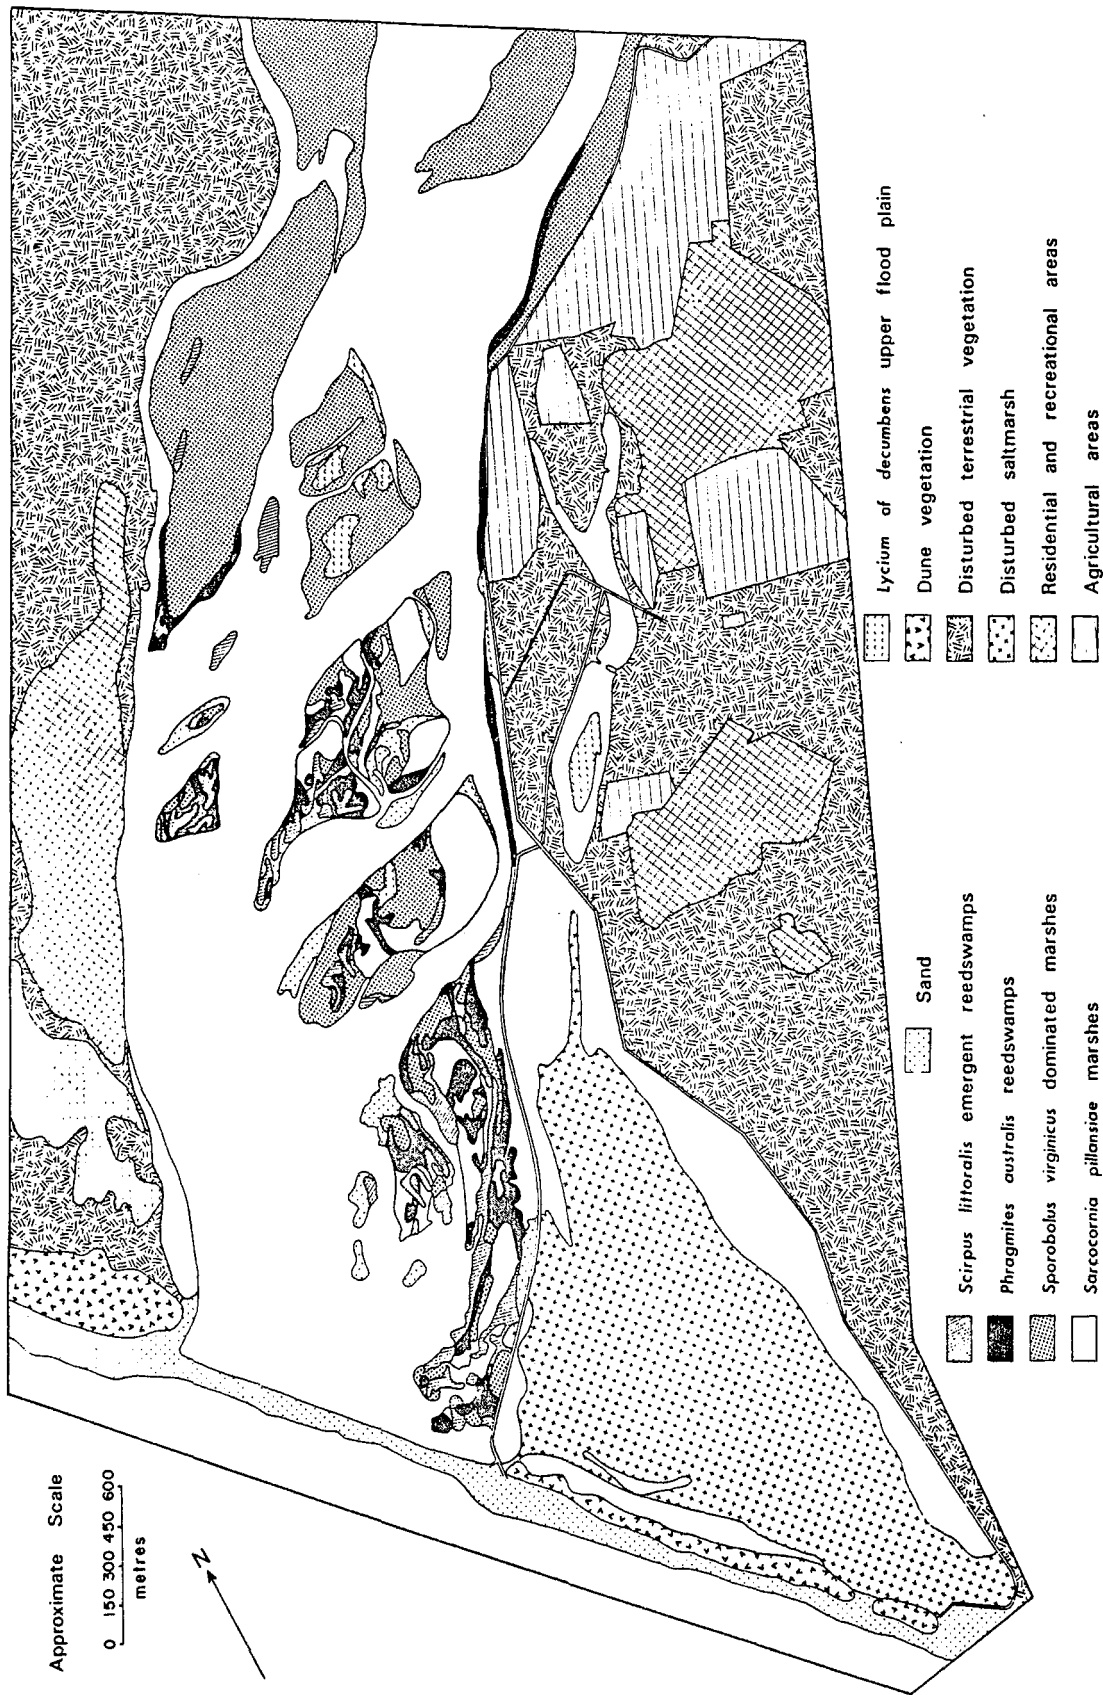 Approximate Scale
0 150 300 450 600
metres
N
Sand
Scirpus littoralis emergent reedswamps
Phragmites australis reedswamps
Sporobolus virginicus dominated marshes
Sarcocornia pillansiae marshes
Lycium of decumbens upper flood plain
Dune vegetation
Disturbed terrestrial vegetation
Disturbed saltmarsh
Residential and recreational areas
Agricultural areas